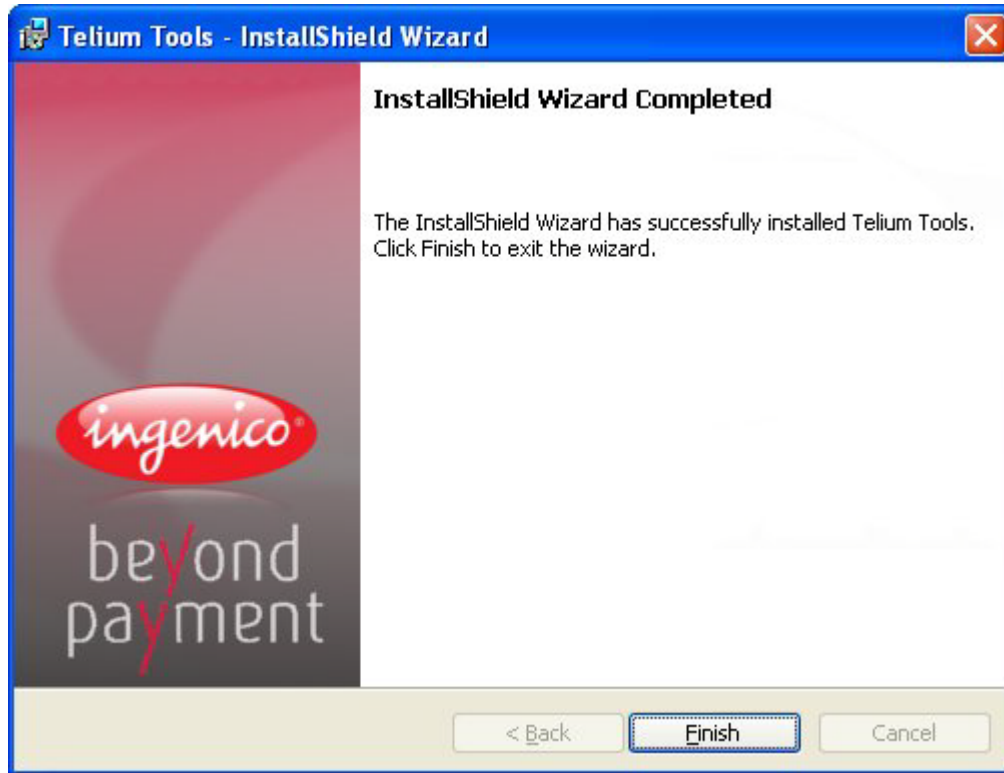 Telium Tools - InstallShield Wizard
InstallShield Wizard Completed
The InstallShield Wizard has successfully installed Telium Tools.
Click Finish to exit the wizard.
ingenico®
beyond
payment
< Back
Finish
Cancel